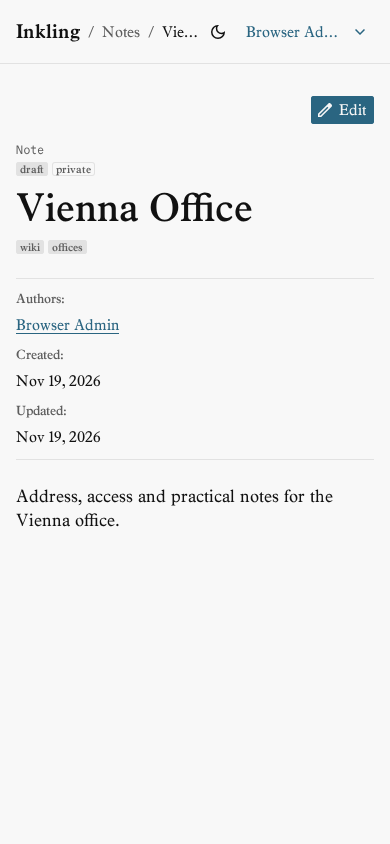 Inkling / Notes / Vie... Browser Ad...
Edit
Note
draft private
Vienna Office
wiki offices
Authors:
Browser Admin
Created:
Nov 19, 2026
Updated:
Nov 19, 2026
Address, access and practical notes for the
Vienna office.